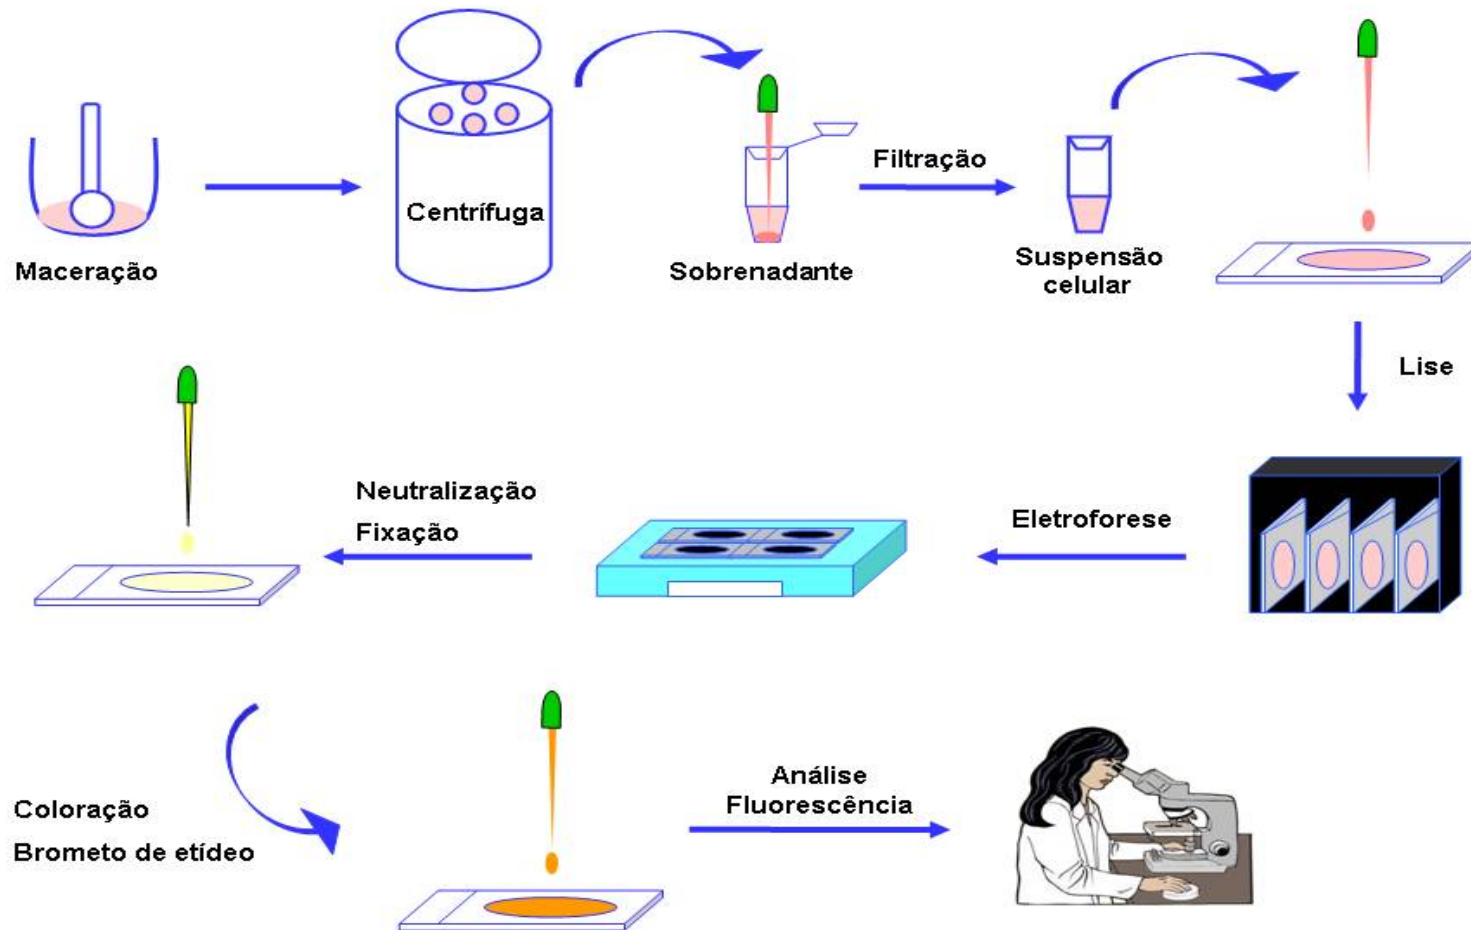 Maceração
Centrífuga
Sobrenadante
Filtração
Suspensão
celular
Lise
Eletroforese
Neutralização
Fixação
Coloração
Brometo de etídeo
Análise
Fluorescência